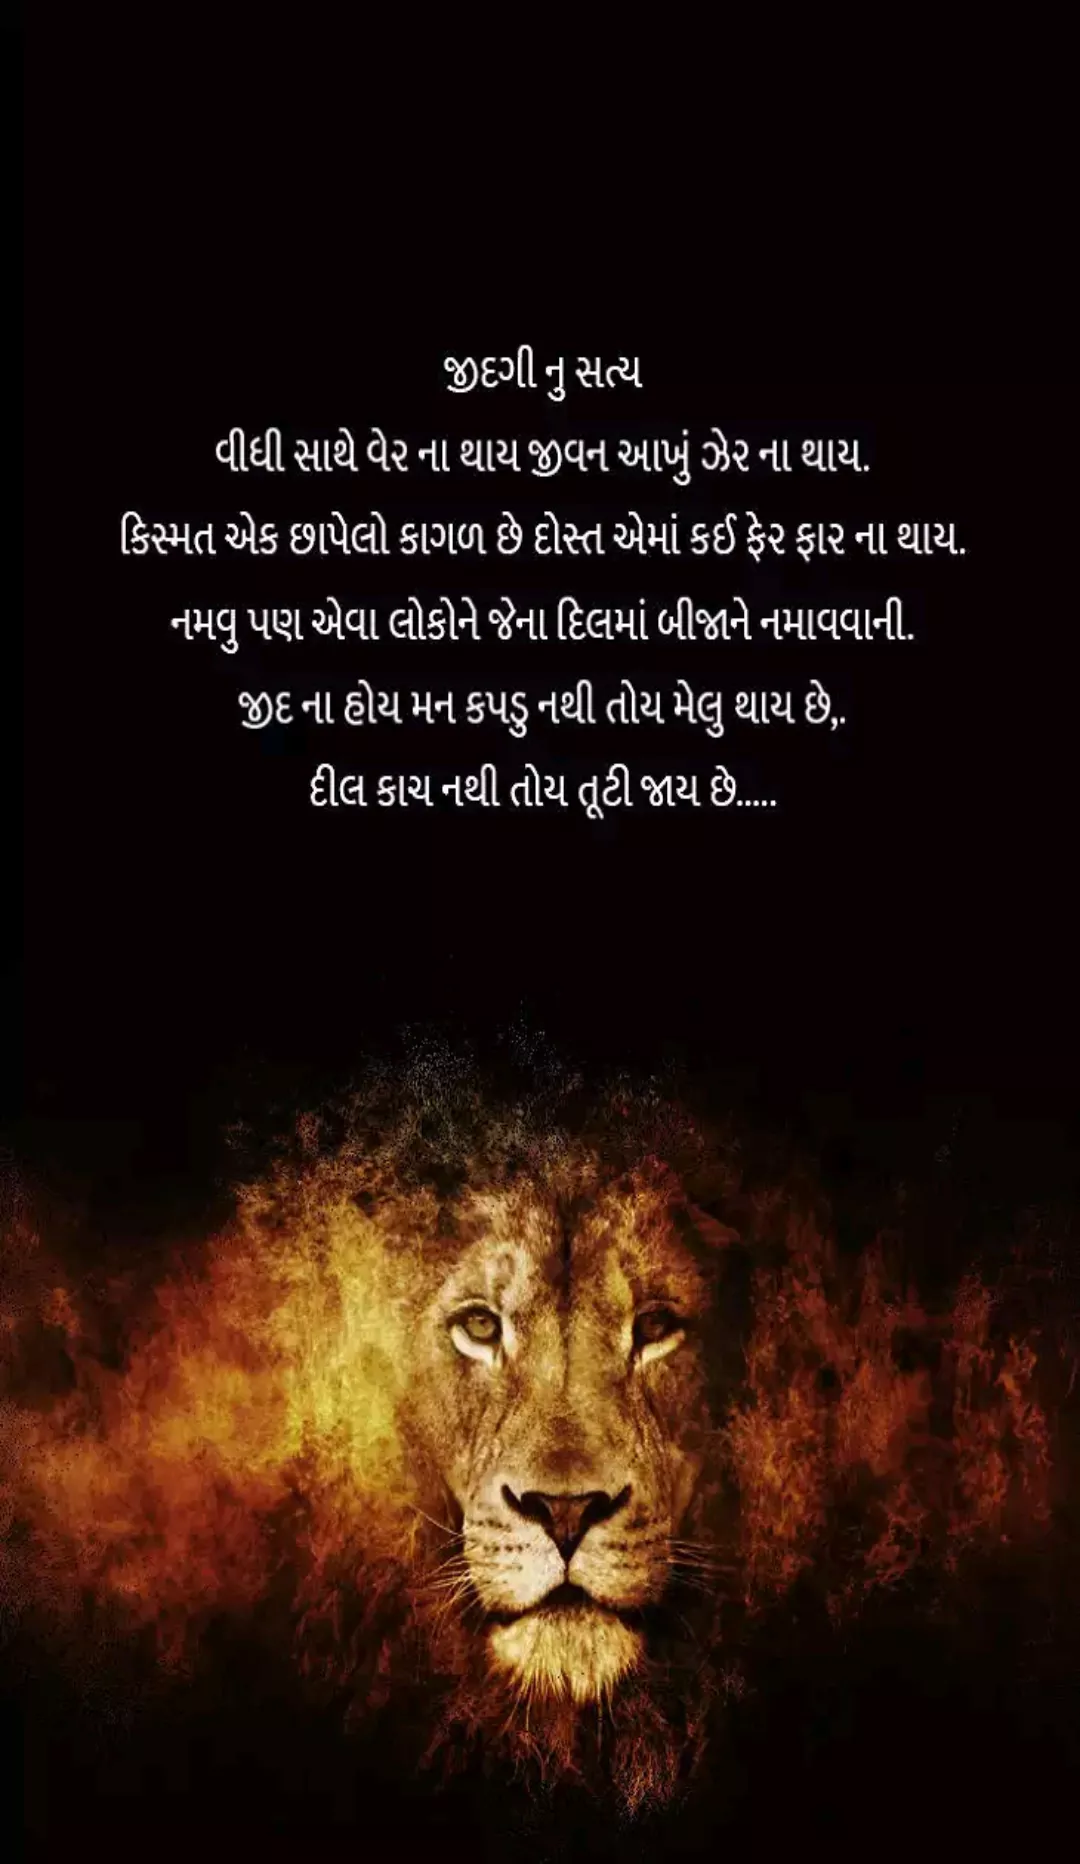 જીદગી નુ સત્ય
વીધી સાથે વેર ના થાય જીવન આખું ઝેર ના થાય.
કિસ્મત એક છાપેલો કાગળ છે દોસ્ત એમાં કઈ ફેર ફાર ના થાય.
નમવુ પણ એવા લોકોને જેના દિલમાં બીજાને નમાવવાની.
જીદ ના હોય મન કપડુ નથી તોય મેલુ થાય છે,.
દીલ કાચ નથી તોય તૂટી જાય છે.....